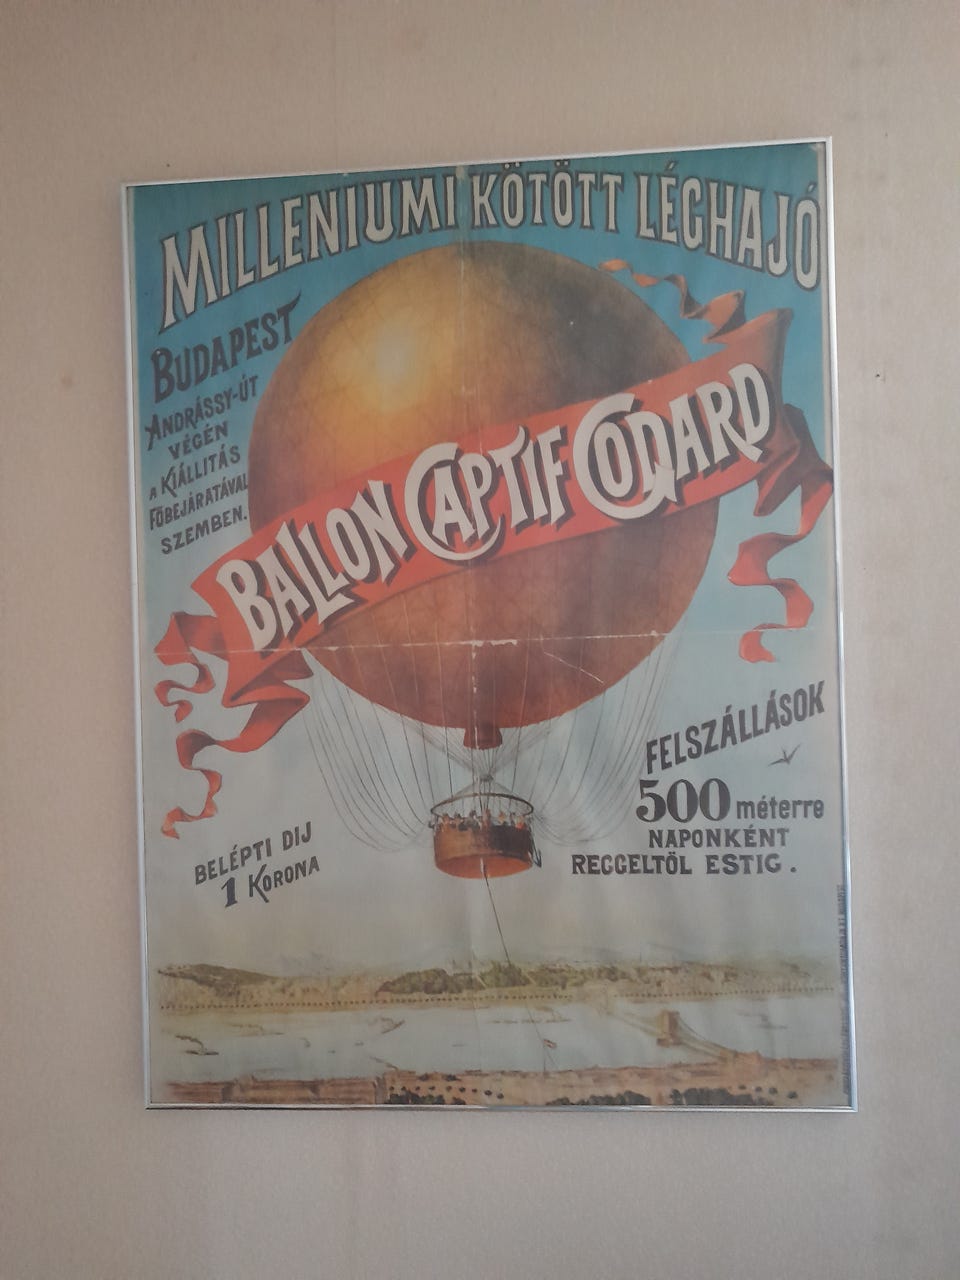 MILLENIUMI KÖTÖTT LÉGHAJÓ
BUDAPEST
ANDRÁSSY-ÚT
VÉGÉN
A KIÁLLITÁS
FŐBEJÁRATÁVAL
SZEMBEN.
BALLON CAPTIF GODARD
FELSZÁLLÁSOK
500 méterre
NAPONKÉNT
REGGELTŐL ESTIG.
BELÉPTI DIJ
1 KORONA